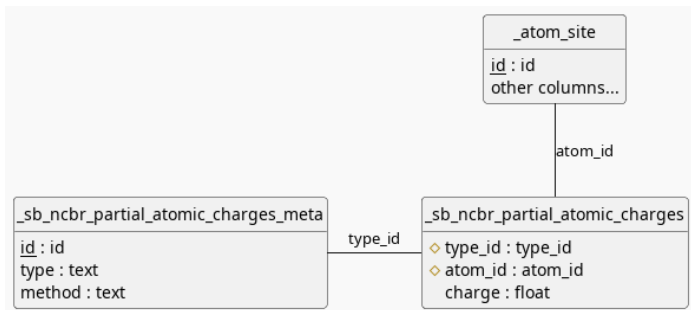 _atom_site
id : id
other columns...
atom_id
_sb_ncbr_partial_atomic_charges_meta
id : id
type : text
method : text
type_id
_sb_ncbr_partial_atomic_charges
type_id : type_id
atom_id : atom_id
charge : float